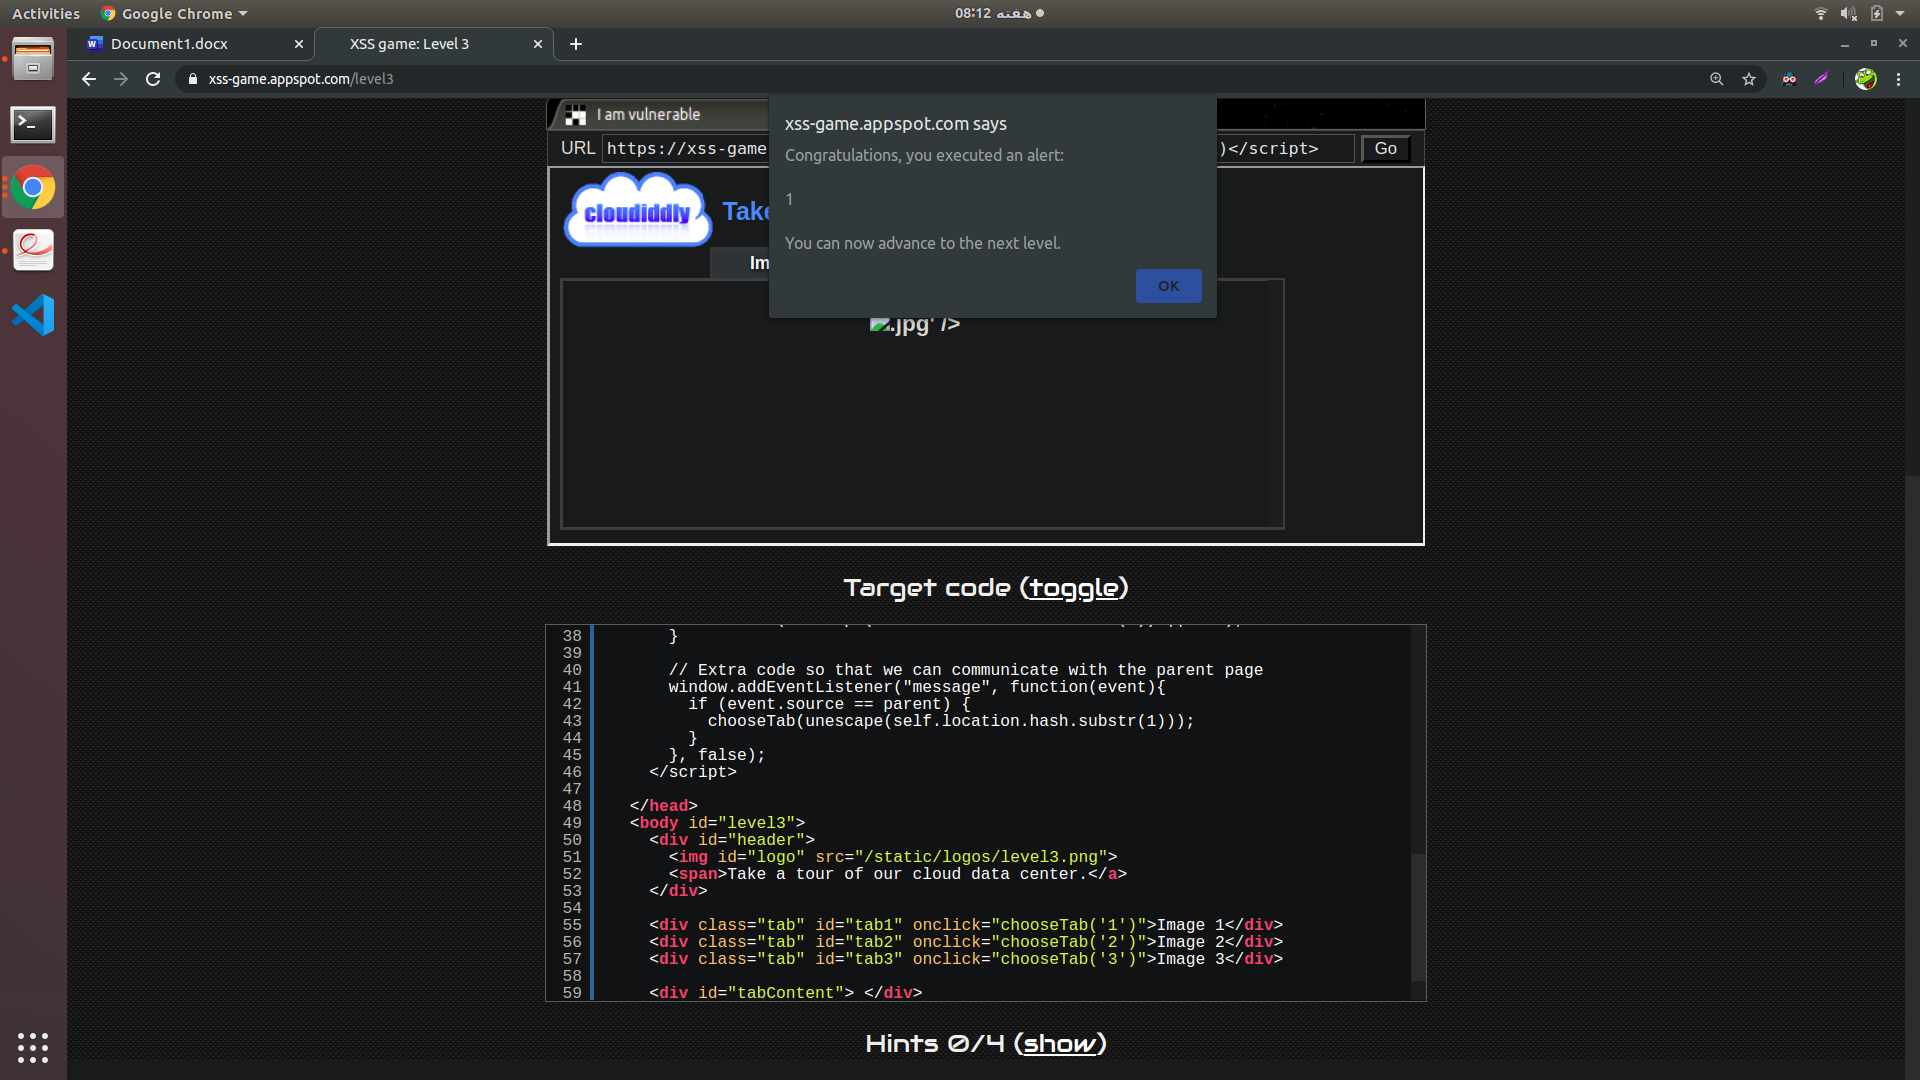 Activities
Google Chrome
08:12 هفته
Document1.docx
XSS game: Level 3
xss-game.appspot.com/level3
I am vulnerable
URL
https://xss-game
)</script>
Go
xss-game.appspot.com says
Congratulations, you executed an alert:
1
You can now advance to the next level.
OK
cloudiddly
Take
Im
.jpg' />
Target code (toggle)
38 }
39
40 // Extra code so that we can communicate with the parent page
41 window.addEventListener("message", function(event){
42 if (event.source == parent) {
43 chooseTab(unescape(self.location.hash.substr(1)));
44 }
45 }, false);
46 </script>
47
48 </head>
49 <body id="level3">
50 <div id="header">
51 <img id="logo" src="/static/logos/level3.png">
52 <span>Take a tour of our cloud data center.</a>
53 </div>
54
55 <div class="tab" id="tab1" onclick="chooseTab('1')">Image 1</div>
56 <div class="tab" id="tab2" onclick="chooseTab('2')">Image 2</div>
57 <div class="tab" id="tab3" onclick="chooseTab('3')">Image 3</div>
58
59 <div id="tabContent"> </div>
Hints 0/4 (show)